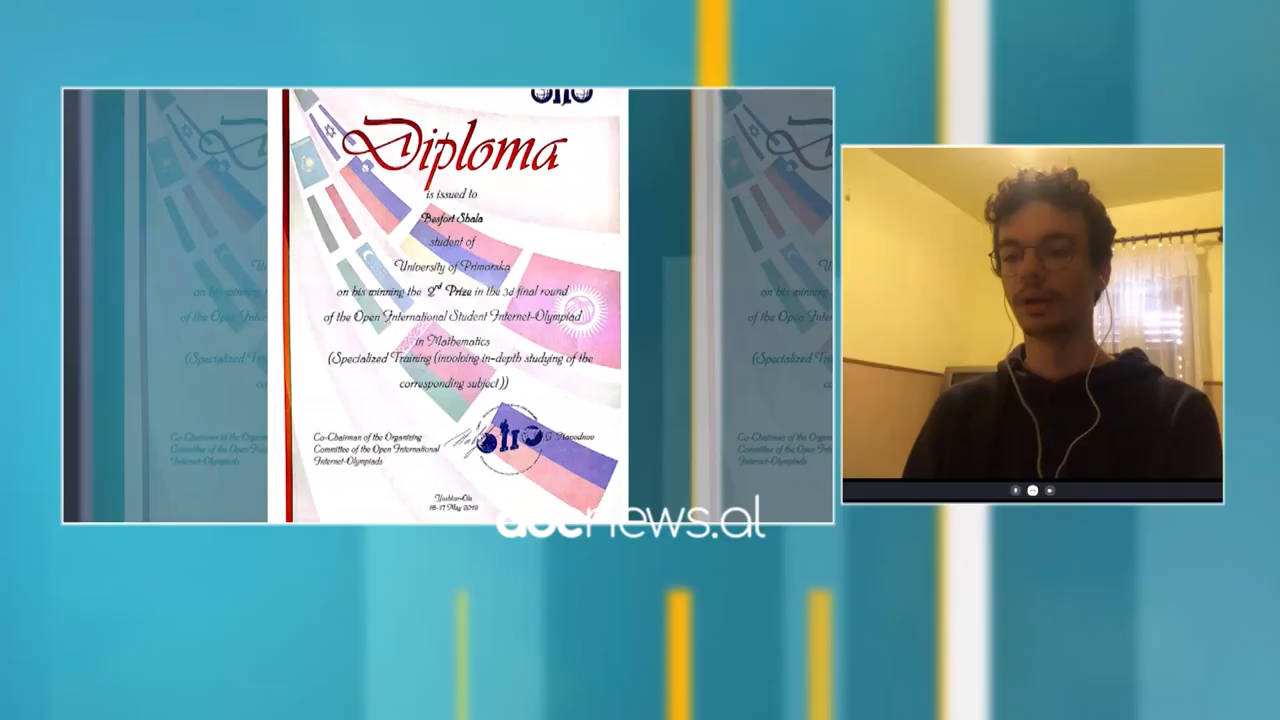 Diploma
is issued to
Besfort Shala
student of
University of Primorska
on his winning the 2nd Prize in the 3d final round
of the Open International Student Internet-Olympiad
in Mathematics
(Specialized Training (involving in-depth studying of the
corresponding subject))
Co-Chairman of the Organizing
Committee of the Open International
Internet-Olympiads
Yoshkar-Ola
16-17 May 2019
abcnews.al